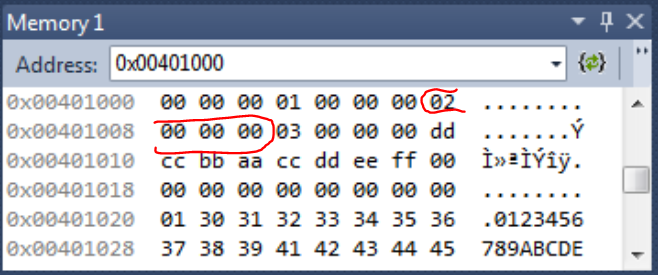 Memory 1
Address: 0x00401000
0x00401000 00 00 00 01 00 00 00 02 ........
0x00401008 00 00 00 03 00 00 00 dd .......Ý
0x00401010 cc bb aa cc dd ee ff 00 Ì»ªÌÝîÿ.
0x00401018 00 00 00 00 00 00 00 00 ........
0x00401020 01 30 31 32 33 34 35 36 .0123456
0x00401028 37 38 39 41 42 43 44 45 789ABCDE